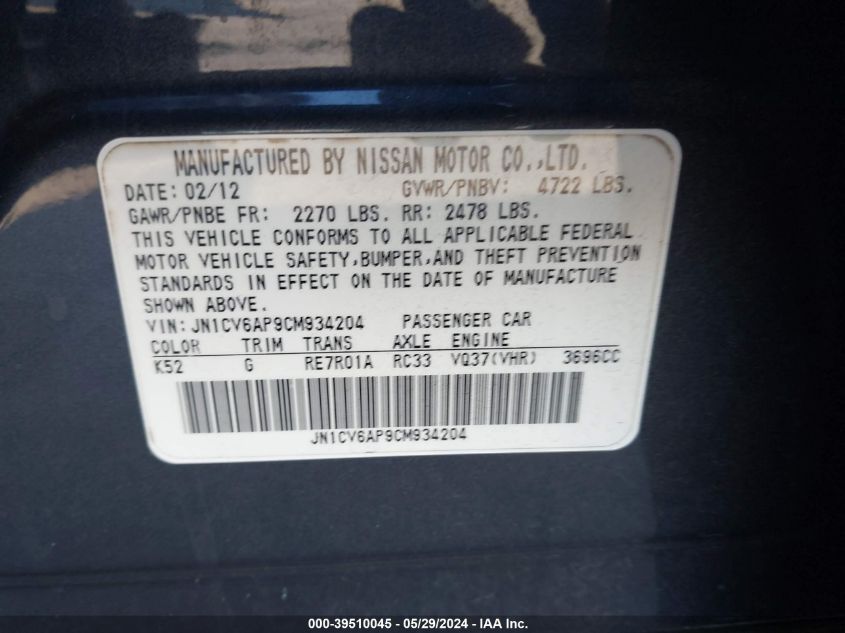 MANUFACTURED BY NISSAN MOTOR CO.,LTD.
DATE: 02/12 GVWR/PNBV: 4722 LBS.
GAWR/PNBE FR: 2270 LBS. RR: 2478 LBS.
THIS VEHICLE CONFORMS TO ALL APPLICABLE FEDERAL
MOTOR VEHICLE SAFETY,BUMPER,AND THEFT PREVENTION
STANDARDS IN EFFECT ON THE DATE OF MANUFACTURE
SHOWN ABOVE.
VIN: JN1CV6AP9CM934204 PASSENGER CAR
COLOR TRIM TRANS AXLE ENGINE
K52 G RE7R01A RC33 VQ37(VHR) 3696CC
JN1CV6AP9CM934204
000-39510045 - 05/29/2024 - IAA Inc.